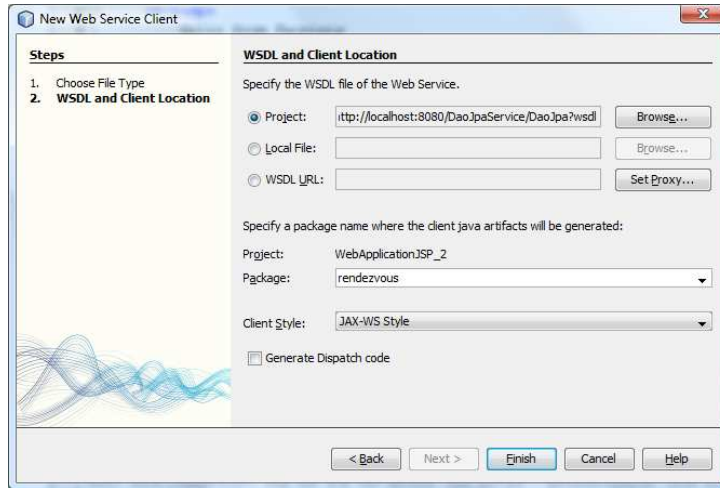 New Web Service Client
Steps
1. Choose File Type
2. WSDL and Client Location
WSDL and Client Location
Specify the WSDL file of the Web Service.
Project: ttp://localhost:8080/DaoJpaService/DaoJpa?wsdl Browse...
Local File: Browse...
WSDL URL: Set Proxy...
Specify a package name where the client java artifacts will be generated:
Project: WebApplicationJSP_2
Package: rendezvous
Client Style: JAX-WS Style
Generate Dispatch code
< Back Next > Finish Cancel Help